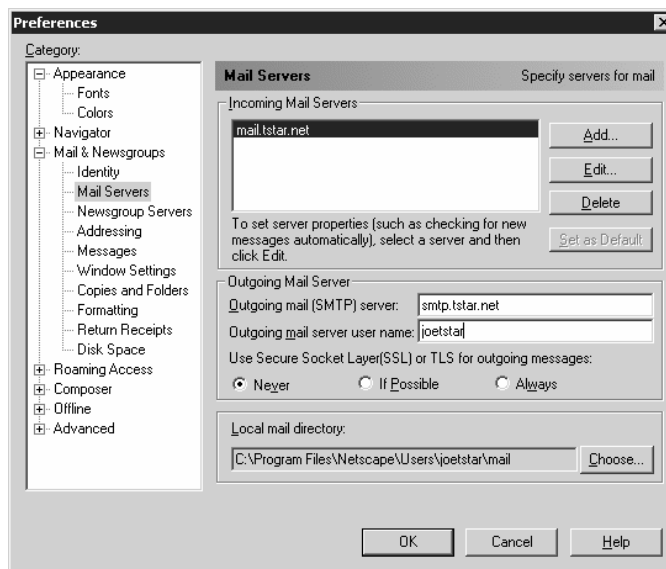 Preferences
Category:
Appearance
Fonts
Colors
Navigator
Mail & Newsgroups
Identity
Mail Servers
Newsgroup Servers
Addressing
Messages
Window Settings
Copies and Folders
Formatting
Return Receipts
Disk Space
Roaming Access
Composer
Offline
Advanced
Mail Servers
Specify servers for mail
Incoming Mail Servers
mail.tstar.net
Add...
Edit...
Delete
Set as Default
To set server properties (such as checking for new
messages automatically), select a server and then
click Edit.
Outgoing Mail Server
Outgoing mail (SMTP) server:
smtp.tstar.net
Outgoing mail server user name:
joetstar
Use Secure Socket Layer(SSL) or TLS for outgoing messages:
Never
If Possible
Always
Local mail directory:
C:\Program Files\Netscape\Users\joetstar\mail
Choose...
OK
Cancel
Help